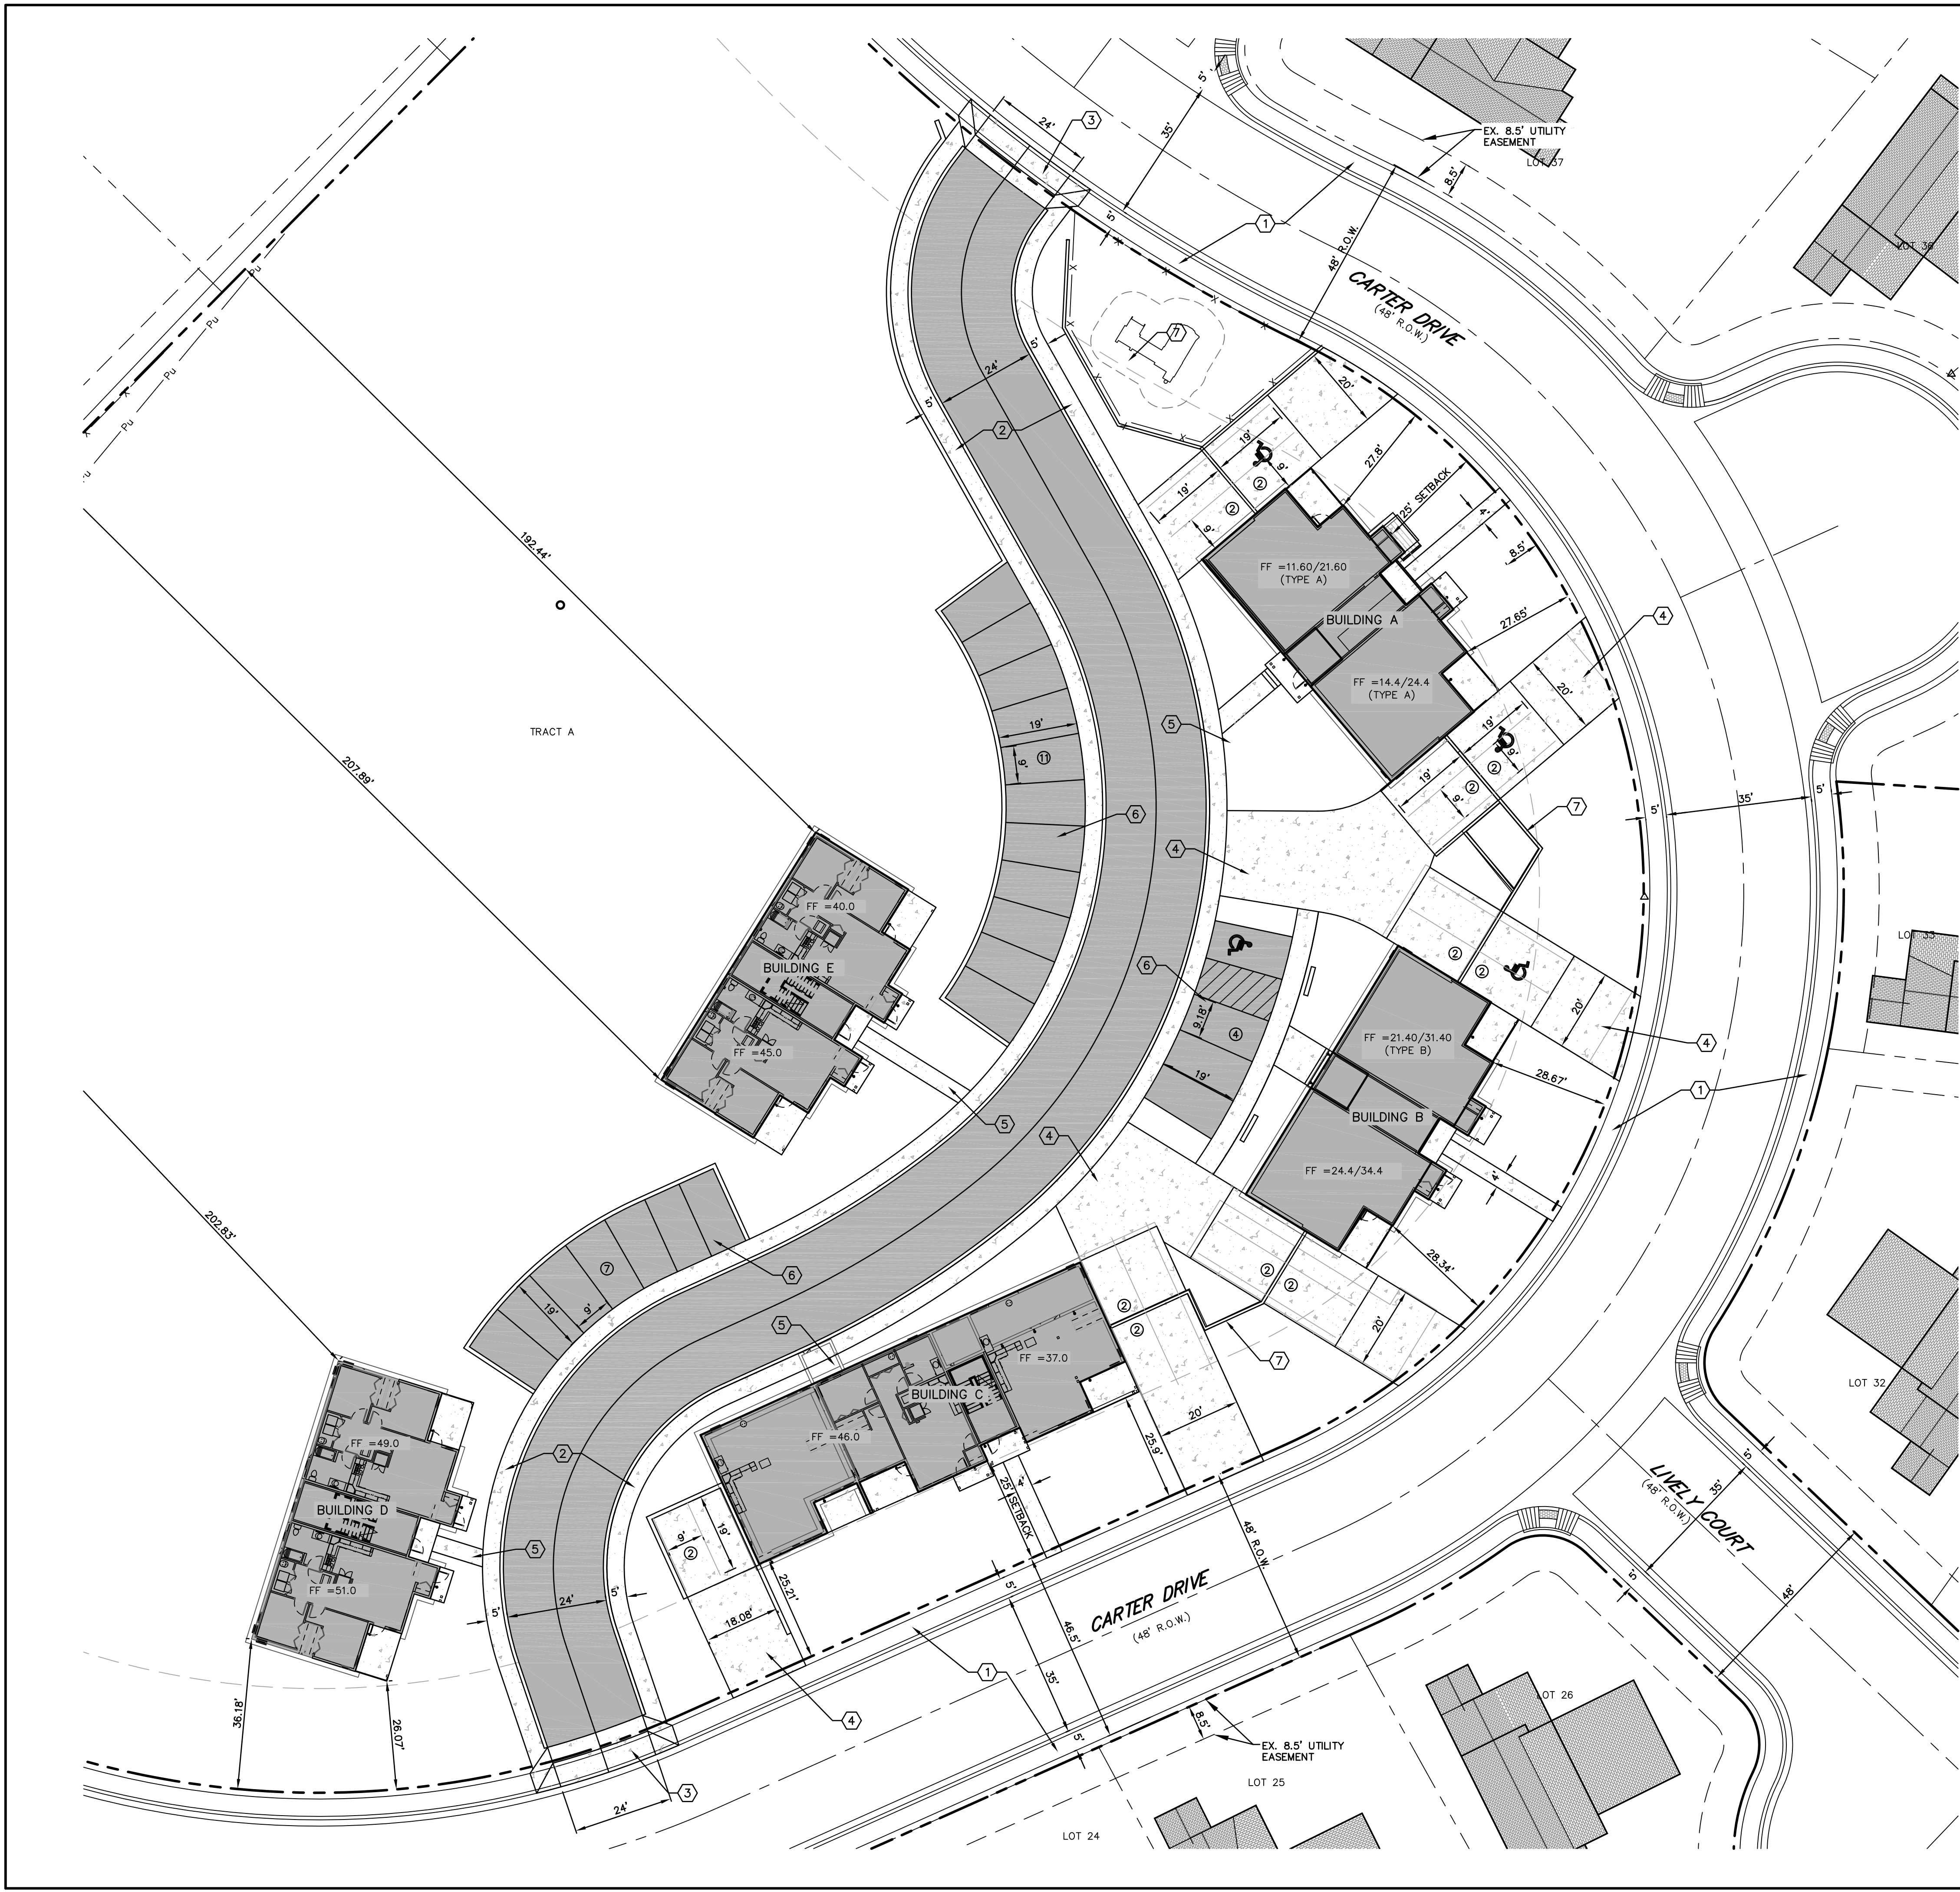 24'
3
5'
35'
EX. 8.5' UTILITY
EASEMENT
LOT 37
8.5'
1
5'
48' R.O.W.
LOT 36
CARTER DRIVE
(48' R.O.W.)
Pu
X
Pu
Pu
X
Pu
X
7
5'
24'
5'
2
20'
19'
9'
2
19'
2
9'
27.8'
25' SETBACK
4'
8.5'
192.44'
FF =11.60/21.60
(TYPE A)
BUILDING A
27.65'
4
FF =14.4/24.4
(TYPE A)
20'
5
19'
9'
2
19'
2
9'
TRACT A
207.89'
19'
9'
11
6
7
4
5'
35'
5'
FF =40.0
BUILDING E
FF =45.0
LOT 33
6
2
2
20'
4
9.18'
4
19'
FF =21.40/31.40
(TYPE B)
28.67'
1
BUILDING B
5
4
FF =24.4/34.4
4'
202.83'
28.34'
2
2
20'
7
19'
9'
6
5
2
2
7
FF =37.0
BUILDING C
FF =46.0
20'
25.9'
LOT 32
FF =49.0
2
BUILDING D
5
FF =51.0
9'
19'
2
4'
25' SETBACK
48' R.O.W.
LIVELY COURT
(48' R.O.W.)
5'
35'
5'
48'
5'
24'
5'
25.21'
18.08'
5'
CARTER DRIVE
(48' R.O.W.)
46.5'
35'
1
36.18'
26.07'
4
5'
8.5'
EX. 8.5' UTILITY
EASEMENT
LOT 26
LOT 25
3
24'
LOT 24